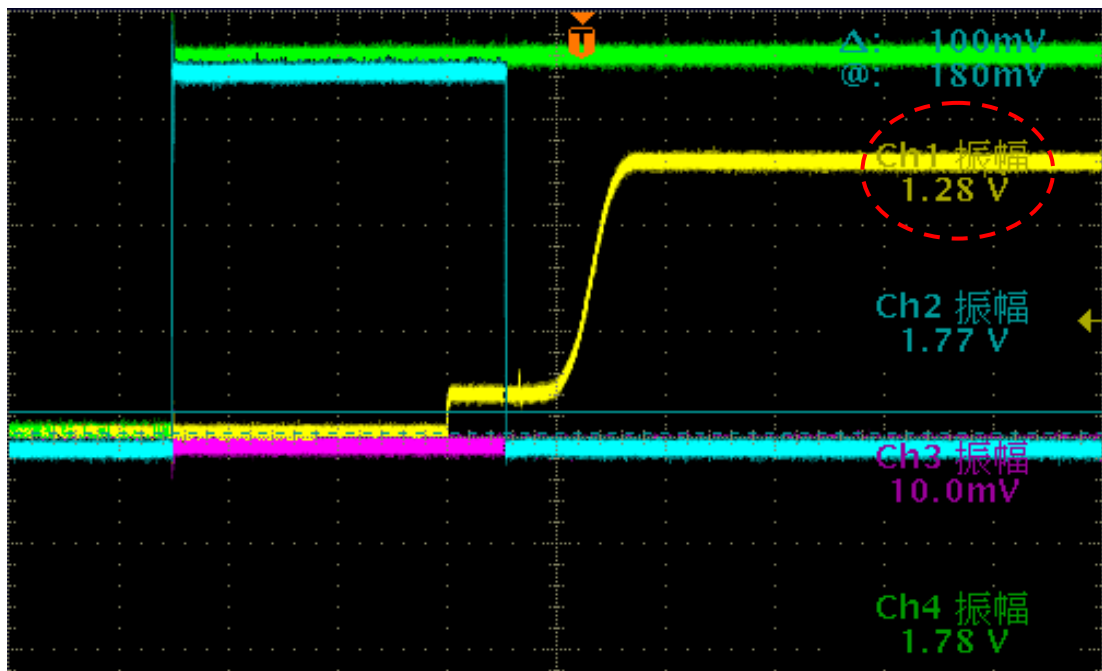 T
Δ: 100mV
@: 180mV
Ch1 振幅
1.28 V
Ch2 振幅
1.77 V
Ch3 振幅
10.0mV
Ch4 振幅
1.78 V